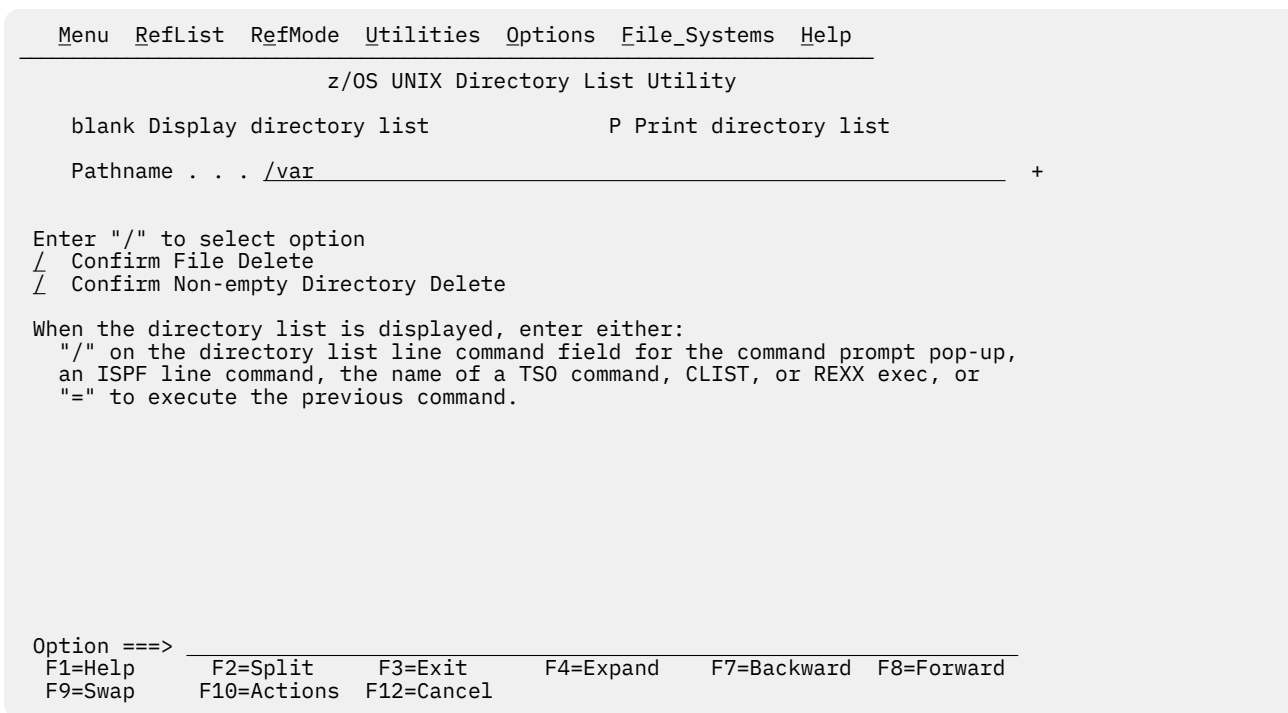 Menu RefList RefMode Utilities Options File_Systems Help
z/OS UNIX Directory List Utility
blank Display directory list P Print directory list
Pathname . . . /var +
Enter "/" to select option
/ Confirm File Delete
/ Confirm Non-empty Directory Delete
When the directory list is displayed, enter either:
"/" on the directory list line command field for the command prompt pop-up,
an ISPF line command, the name of a TSO command, CLIST, or REXX exec, or
"=" to execute the previous command.
Option ===>
F1=Help F2=Split F3=Exit F4=Expand F7=Backward F8=Forward
F9=Swap F10=Actions F12=Cancel